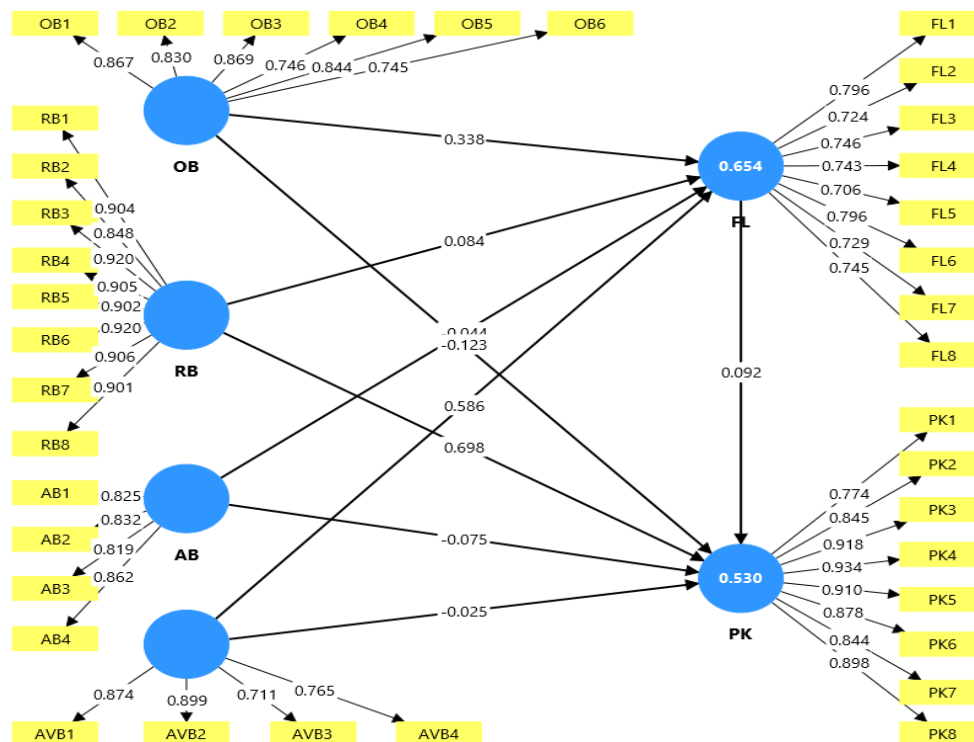 OB1 OB2 OB3 OB4 OB5 OB6
0.867 0.830 0.869 0.746 0.844 0.745
OB
RB1
RB2
RB3
RB4
RB5
RB6
RB7
RB8
0.904
0.848
0.920
0.905
0.902
0.920
0.906
0.901
RB
AB1
AB2
AB3
AB4
0.825
0.832
0.819
0.862
AB
0.874 0.899 0.711 0.765
AVB1 AVB2 AVB3 AVB4
0.338
0.084
-0.044
-0.123
0.586
0.698
-0.075
-0.025
0.092
0.654
FL
0.796
0.724
0.746
0.743
0.706
0.796
0.729
0.745
FL1
FL2
FL3
FL4
FL5
FL6
FL7
FL8
0.530
PK
0.774
0.845
0.918
0.934
0.910
0.878
0.844
0.898
PK1
PK2
PK3
PK4
PK5
PK6
PK7
PK8